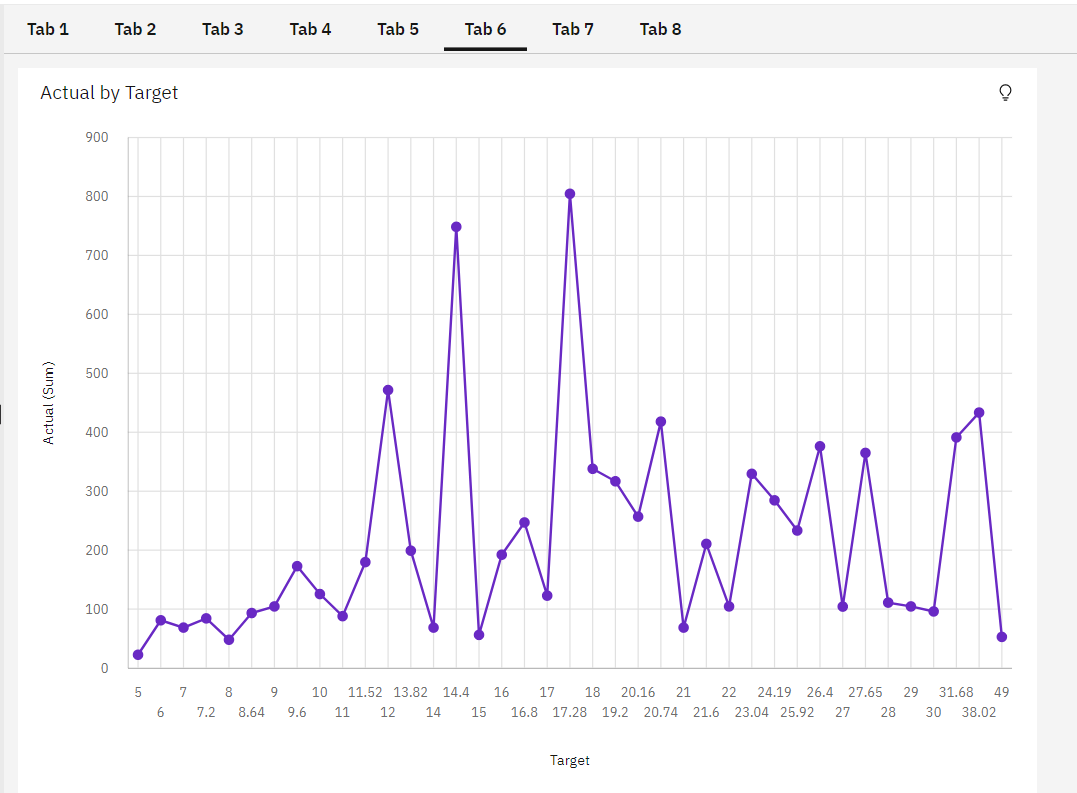 Tab 1 Tab 2 Tab 3 Tab 4 Tab 5 Tab 6 Tab 7 Tab 8
Actual by Target
900
800
700
600
500
400
300
200
100
0
Actual (Sum)
5 7 8 9 10 11.52 13.82 14.4 16 17 18 20.16 21 22 24.19 26.4 27.65 29 31.68 49
6 7.2 8.64 9.6 11 12 14 15 16.8 17.28 19.2 20.74 21.6 23.04 25.92 27 28 30 38.02
Target